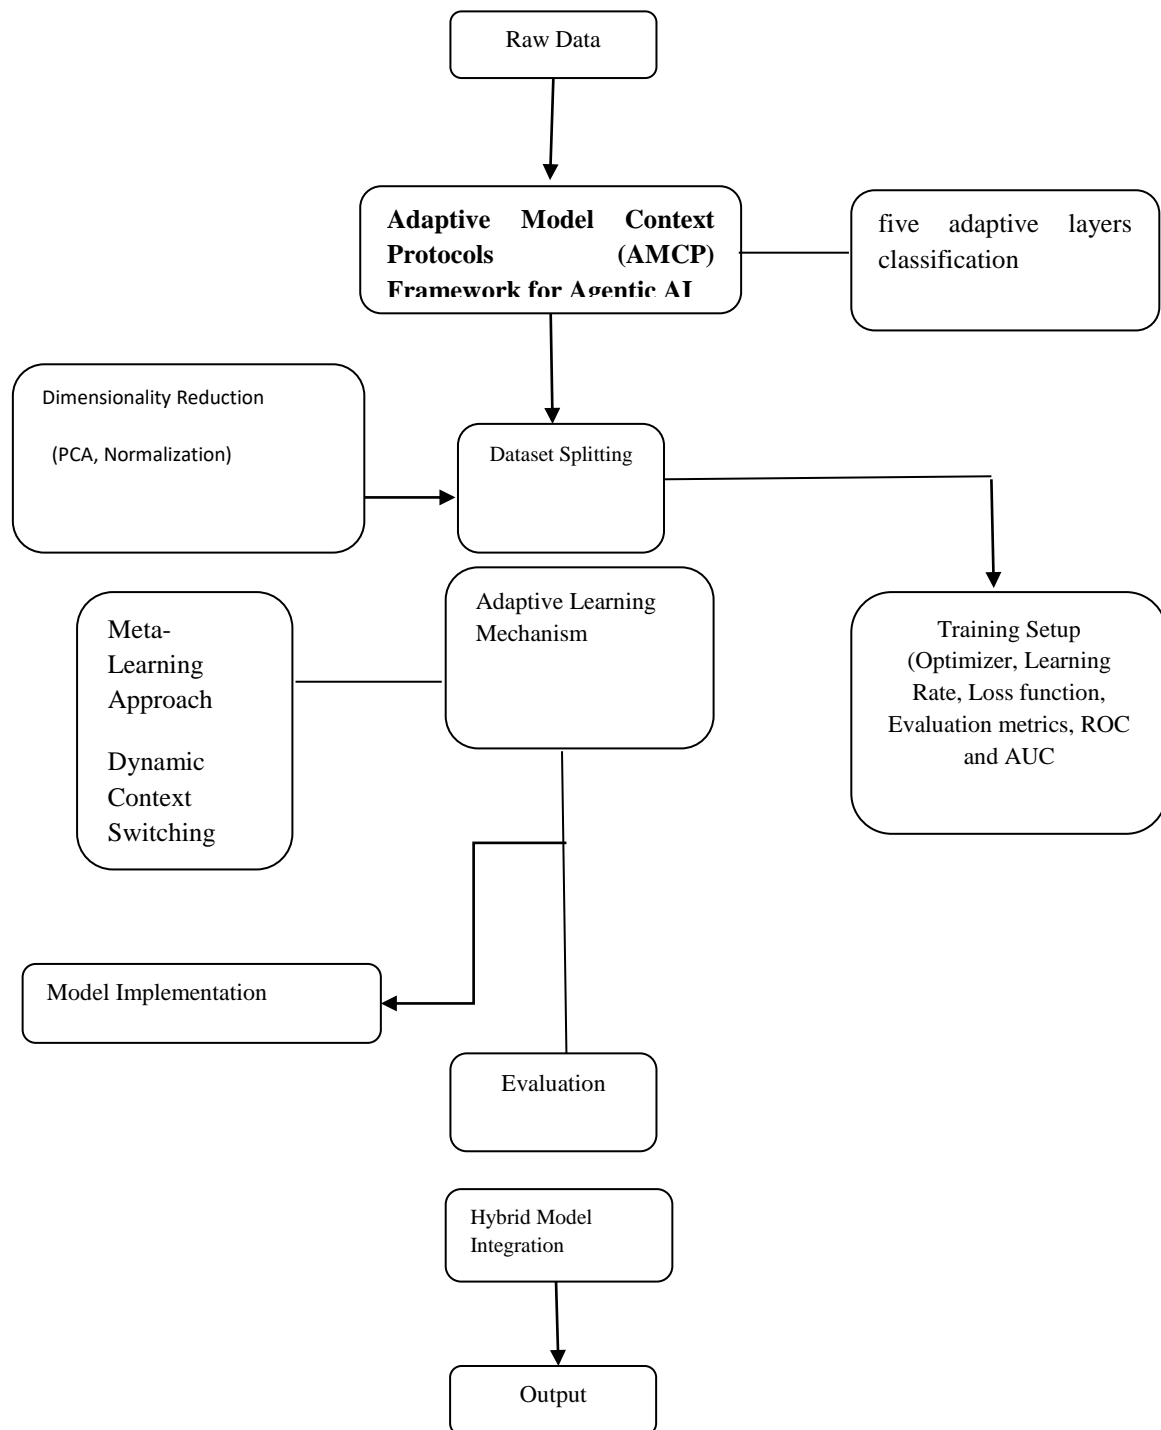 Raw Data
Adaptive Model Context
Protocols (AMCP)
Framework for Agentic AI
five adaptive layers
classification
Dimensionality Reduction
(PCA, Normalization)
Dataset Splitting
Adaptive Learning
Mechanism
Meta-
Learning
Approach
Dynamic
Context
Switching
Training Setup
(Optimizer, Learning
Rate, Loss function,
Evaluation metrics, ROC
and AUC
Model Implementation
Evaluation
Hybrid Model
Integration
Output